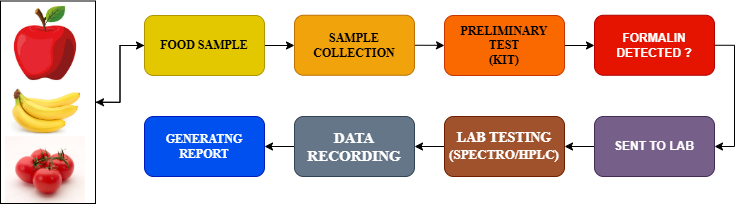 FOOD SAMPLE
SAMPLE
COLLECTION
PRELIMINARY
TEST
(KIT)
FORMALIN
DETECTED ?
SENT TO LAB
LAB TESTING
(SPECTRO/HPLC)
DATA
RECORDING
GENERATNG
REPORT